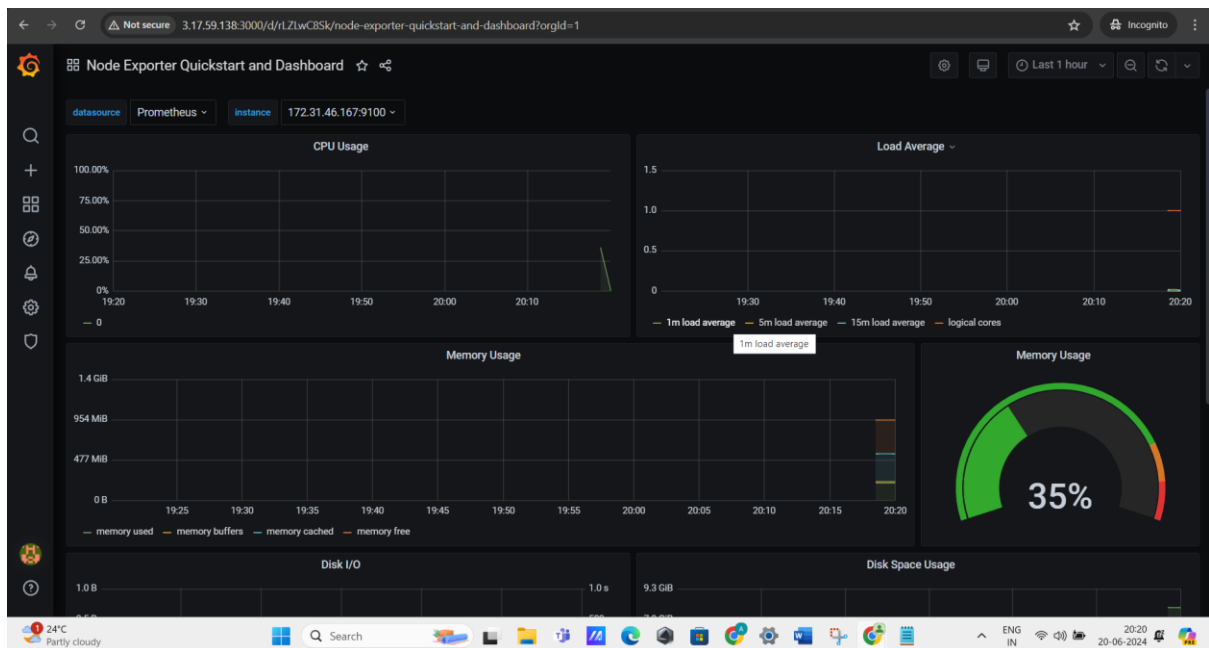 Not secure 3.17.59.138:3000/d/rLZLwC8Sk/node-exporter-quickstart-and-dashboard?orgId=1 Incognito
Node Exporter Quickstart and Dashboard Last 1 hour
datasource Prometheus instance 172.31.46.167:9100
CPU Usage
100.00%
75.00%
50.00%
25.00%
0%
19:20 19:30 19:40 19:50 20:00 20:10
0
Load Average
1.5
1.0
0.5
0
19:30 19:40 19:50 20:00 20:10 20:20
1m load average 5m load average 15m load average logical cores
1m load average
Memory Usage
1.4 GiB
954 MiB
477 MiB
0 B
19:25 19:30 19:35 19:40 19:45 19:50 19:55 20:00 20:05 20:10 20:15 20:20
memory used memory buffers memory cached memory free
Memory Usage
35%
Disk I/O
1.0 B 1.0 s
Disk Space Usage
9.3 GiB
1
24°C
Partly cloudy
Search
ENG
IN
20:20
20-06-2024
PRE